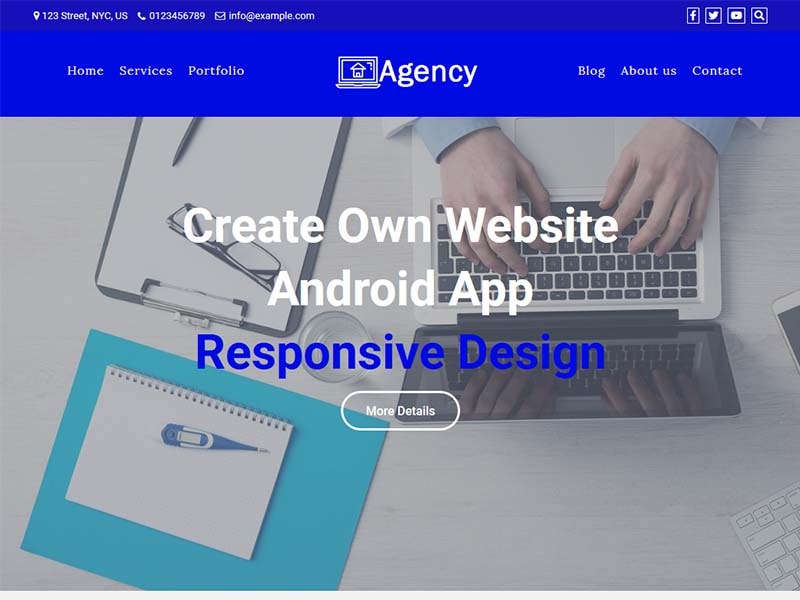 123 Street, NYC, US 0123456789 info@example.com
Home Services Portfolio Agency Blog About us Contact
Create Own Website
Android App
Responsive Design
More Details